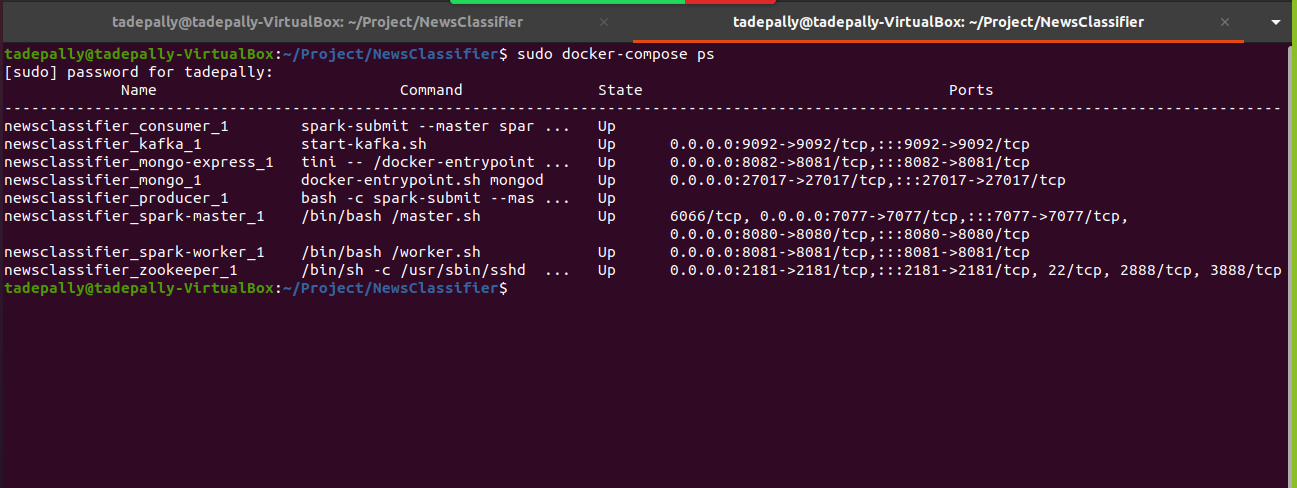 tadepally@tadepally-VirtualBox: ~/Project/NewsClassifier × tadepally@tadepally-VirtualBox: ~/Project/NewsClassifier ×
tadepally@tadepally-VirtualBox:~/Project/NewsClassifier$ sudo docker-compose ps
[sudo] password for tadepally:
Name Command State Ports
-----------------------------------------------------------------------------------------------------------------------------------------------
newsclassifier_consumer_1 spark-submit --master spar ... Up
newsclassifier_kafka_1 start-kafka.sh Up 0.0.0.0:9092->9092/tcp,:::9092->9092/tcp
newsclassifier_mongo-express_1 tini -- /docker-entrypoint ... Up 0.0.0.0:8082->8081/tcp,:::8082->8081/tcp
newsclassifier_mongo_1 docker-entrypoint.sh mongod Up 0.0.0.0:27017->27017/tcp,:::27017->27017/tcp
newsclassifier_producer_1 bash -c spark-submit --mas ... Up
newsclassifier_spark-master_1 /bin/bash /master.sh Up 6066/tcp, 0.0.0.0:7077->7077/tcp,:::7077->7077/tcp,
0.0.0.0:8080->8080/tcp,:::8080->8080/tcp
newsclassifier_spark-worker_1 /bin/bash /worker.sh Up 0.0.0.0:8081->8081/tcp,:::8081->8081/tcp
newsclassifier_zookeeper_1 /bin/sh -c /usr/sbin/sshd ... Up 0.0.0.0:2181->2181/tcp,:::2181->2181/tcp, 22/tcp, 2888/tcp, 3888/tcp
tadepally@tadepally-VirtualBox:~/Project/NewsClassifier$